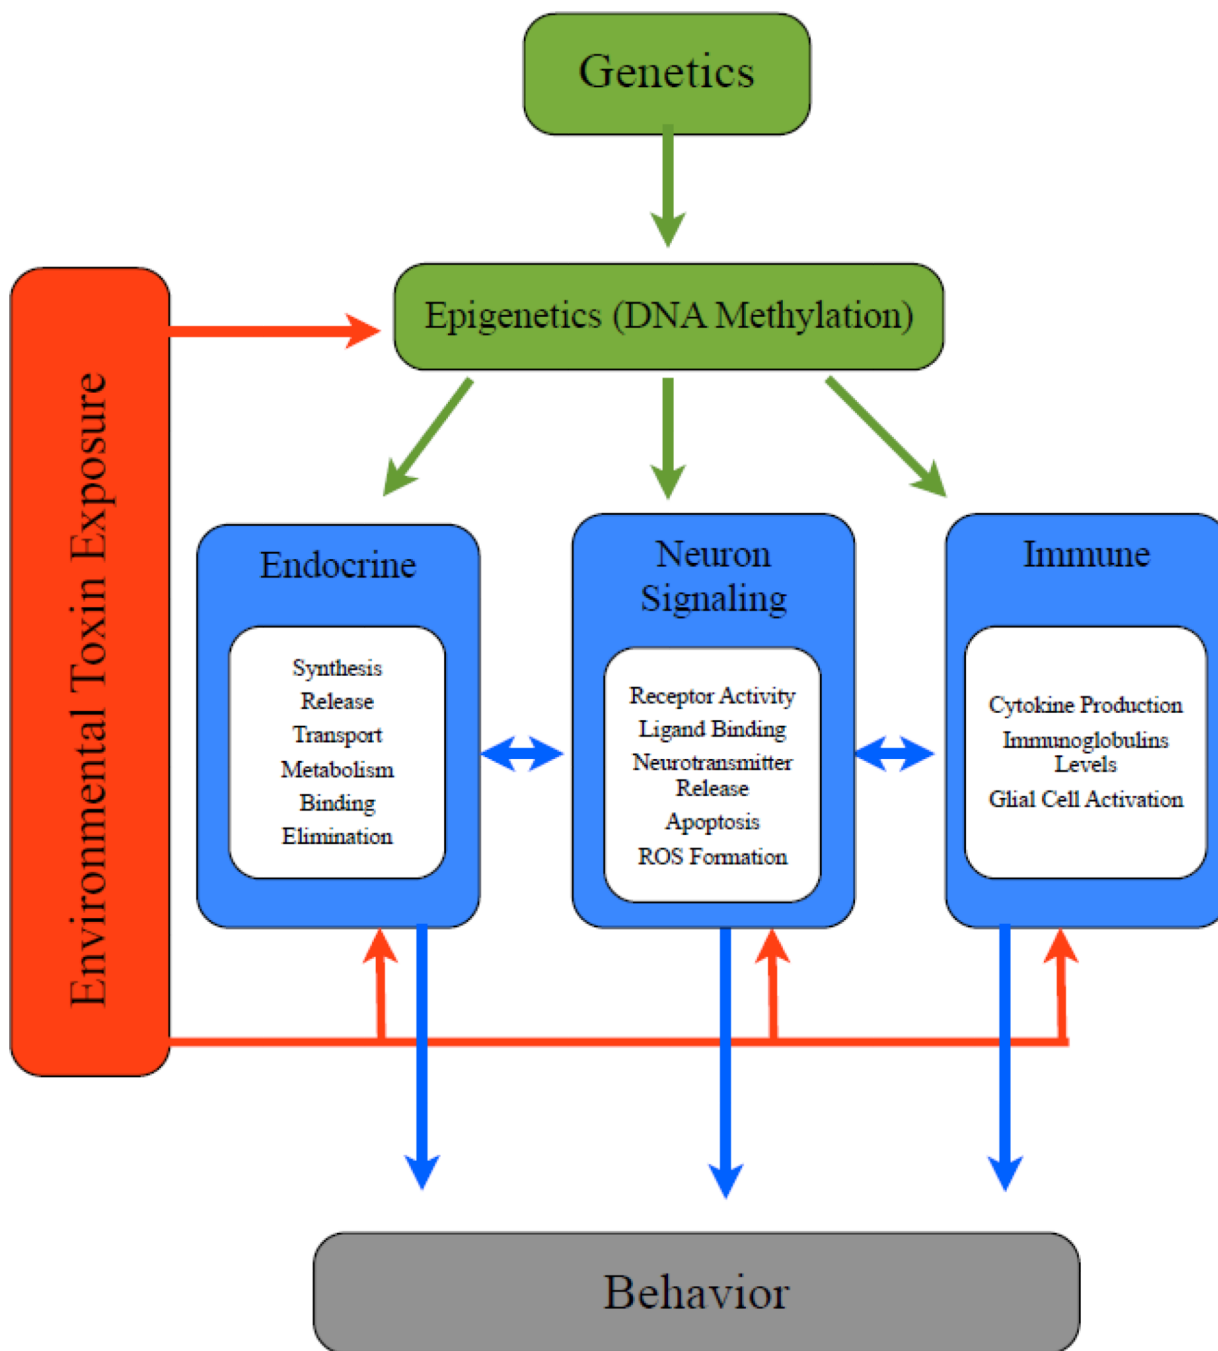 Genetics
Epigenetics (DNA Methylation)
Environmental Toxin Exposure
Endocrine
Synthesis
Release
Transport
Metabolism
Binding
Elimination
Neuron
Signaling
Receptor Activity
Ligand Binding
Neurotransmitter
Release
Apoptosis
ROS Formation
Immune
Cytokine Production
Immunoglobulins
Levels
Glial Cell Activation
Behavior